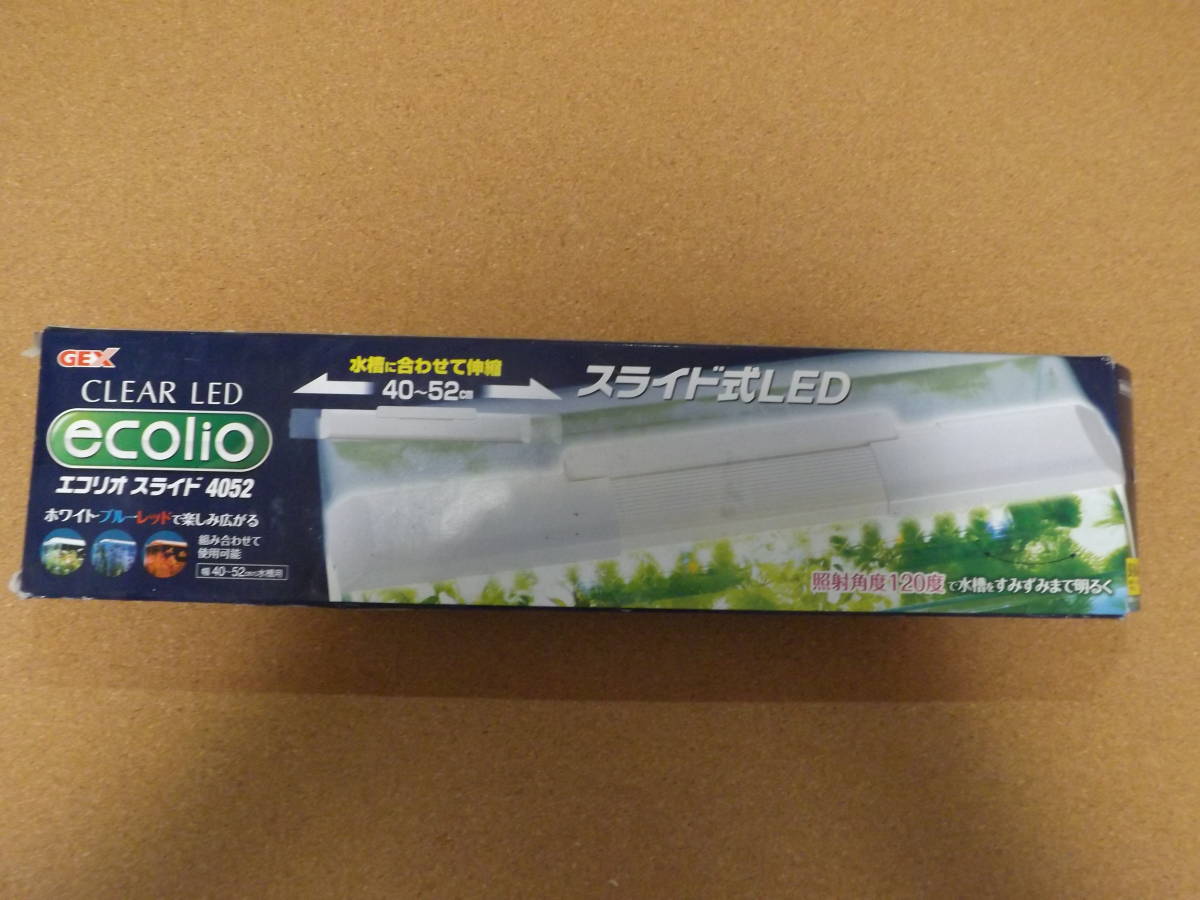 GEX
CLEAR LED
ecolio
エコリオ スライド 4052
ホワイト・ブルー・レッドで楽しみ広がる
組み合わせて
使用可能
幅40~52cmの水槽用
水槽に合わせて伸縮
40~52cm
スライド式LED
照射角度120度で水槽をすみずみまで明るく